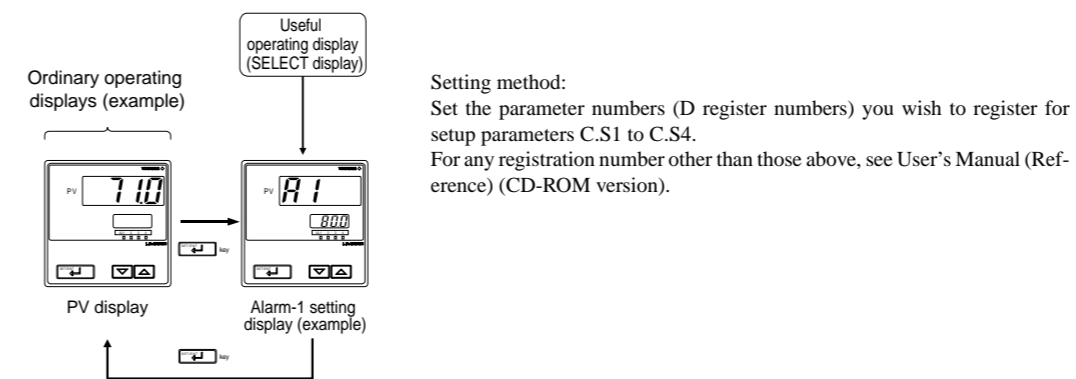 Useful
operating display
(SELECT display)
Ordinary operating
displays (example)
PV
71.0
PV
A1
80.0
key
PV display
Alarm-1 setting
display (example)
key
Setting method:
Set the parameter numbers (D register numbers) you wish to register for
setup parameters C.S1 to C.S4.
For any registration number other than those above, see User's Manual (Ref-
erence) (CD-ROM version).